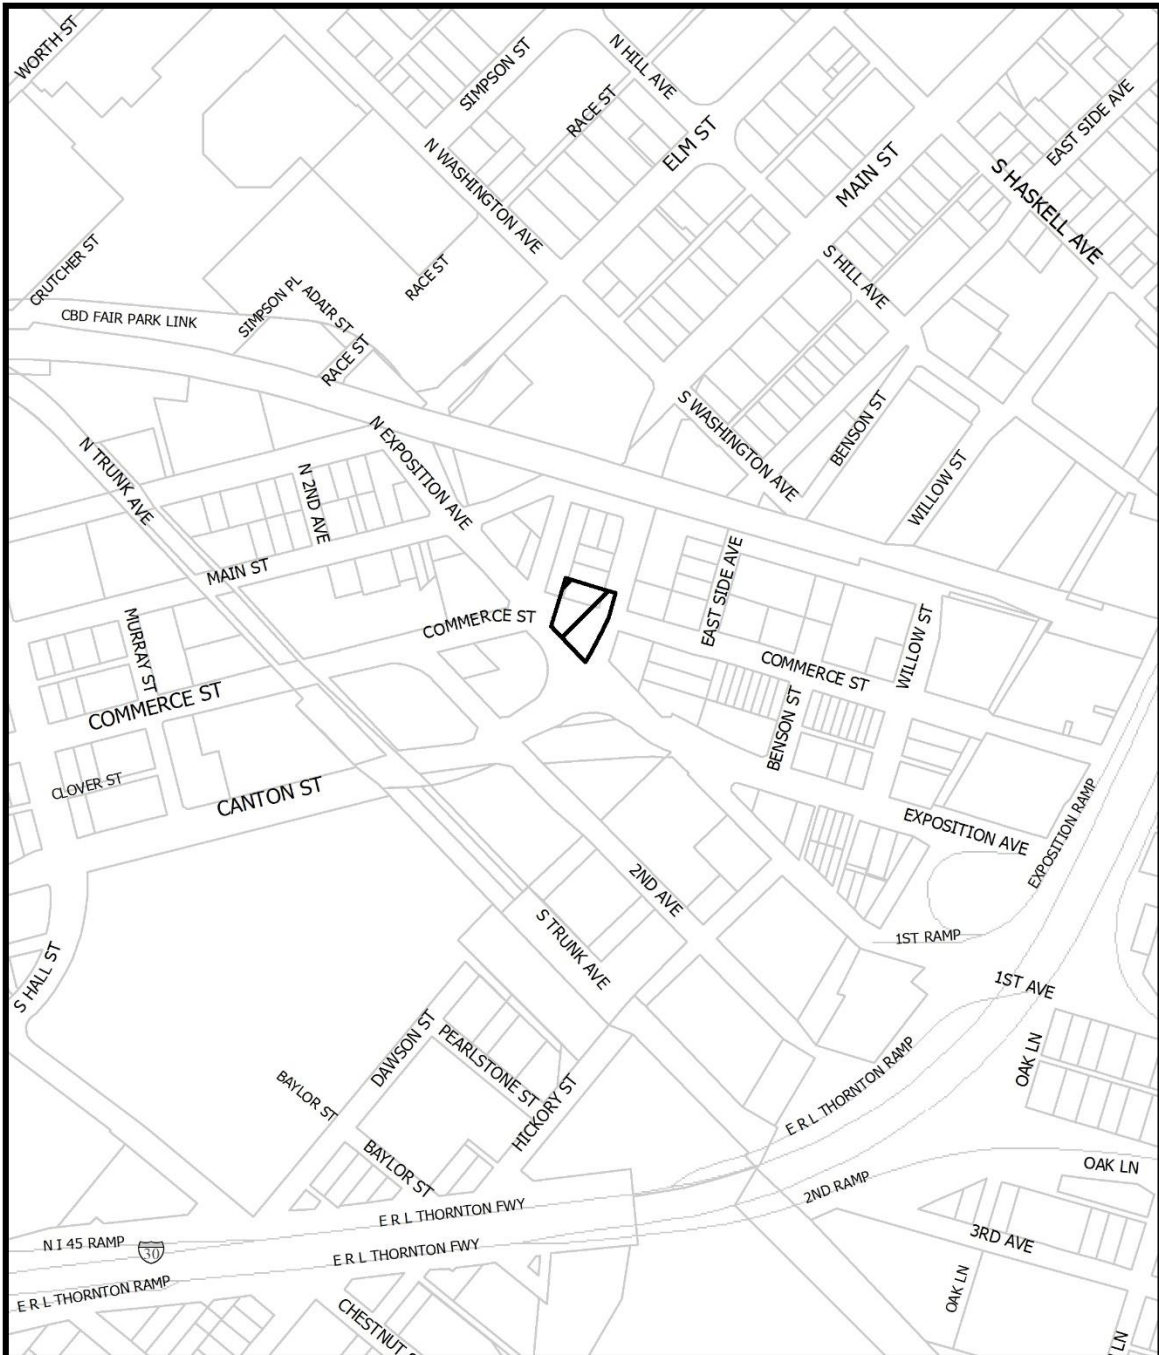 WORTH ST
SIMPSON ST
N HILL AVE
RACE ST
ELM ST
EAST SIDE AVE
N WASHINGTON AVE
MAIN ST
S HASKELL AVE
CRUTCHER ST
RACE ST
S HILL AVE
SIMPSON PL
ADAIR ST
CBD FAIR PARK LINK
RACE ST
N TRUNK AVE
N EXPOSITION AVE
S WASHINGTON AVE
BENSON ST
WILLOW ST
N 2ND AVE
MAIN ST
EAST SIDE AVE
COMMERCE ST
MURRAY ST
WILLOW ST
COMMERCE ST
COMMERCE ST
BENSON ST
CLOVER ST
CANTON ST
EXPOSITION AVE
EXPOSITION RAMP
2ND AVE
S TRUNK AVE
1ST RAMP
S HALL ST
1ST AVE
DAWSON ST
PEARLSTONE ST
OAK LN
BAYLOR ST
HICKORY ST
E R L THORNTON RAMP
BAYLOR ST
OAK LN
2ND RAMP
E R L THORNTON FWY
N I 45 RAMP
30
E R L THORNTON FWY
3RD AVE
E R L THORNTON RAMP
OAK LN
CHESTNUT
LN